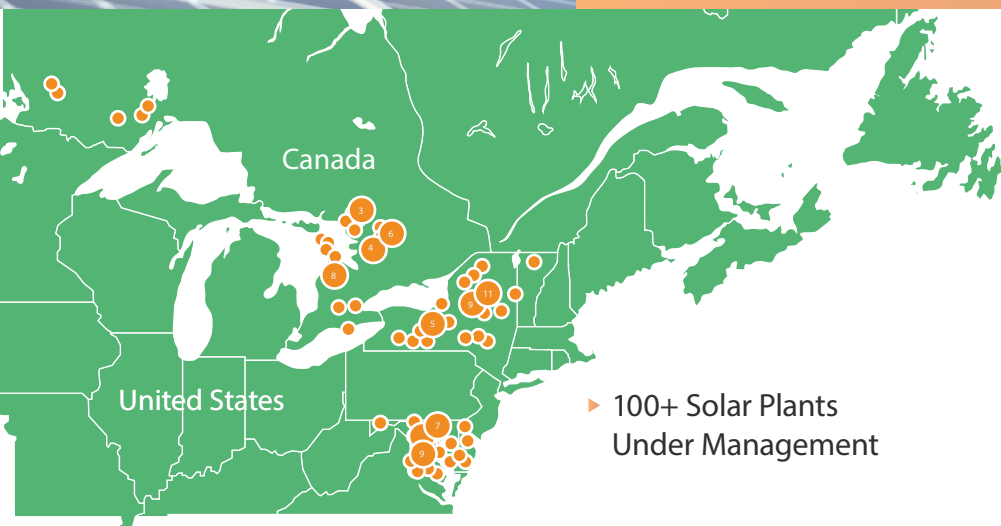 Canada
3
6
4
8
11
9
5
United States
100+ Solar Plants
Under Management
7
9